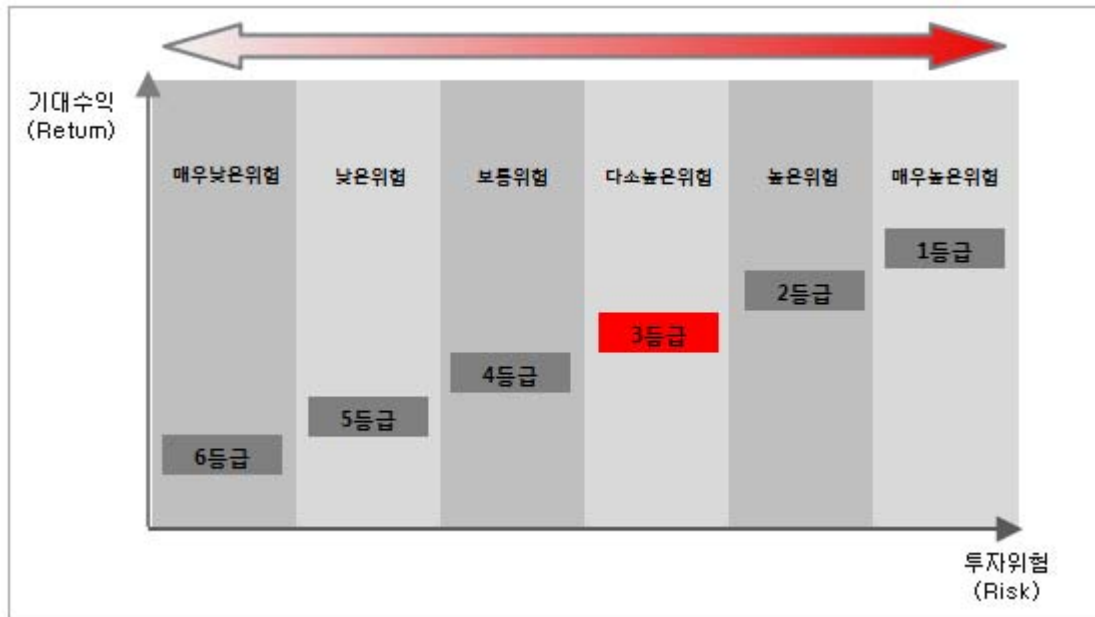 기대수익
(Return)
매우낮은위험
낮은위험
보통위험
다소높은위험
높은위험
매우높은위험
1등급
2등급
3등급
4등급
5등급
6등급
투자위험
(Risk)